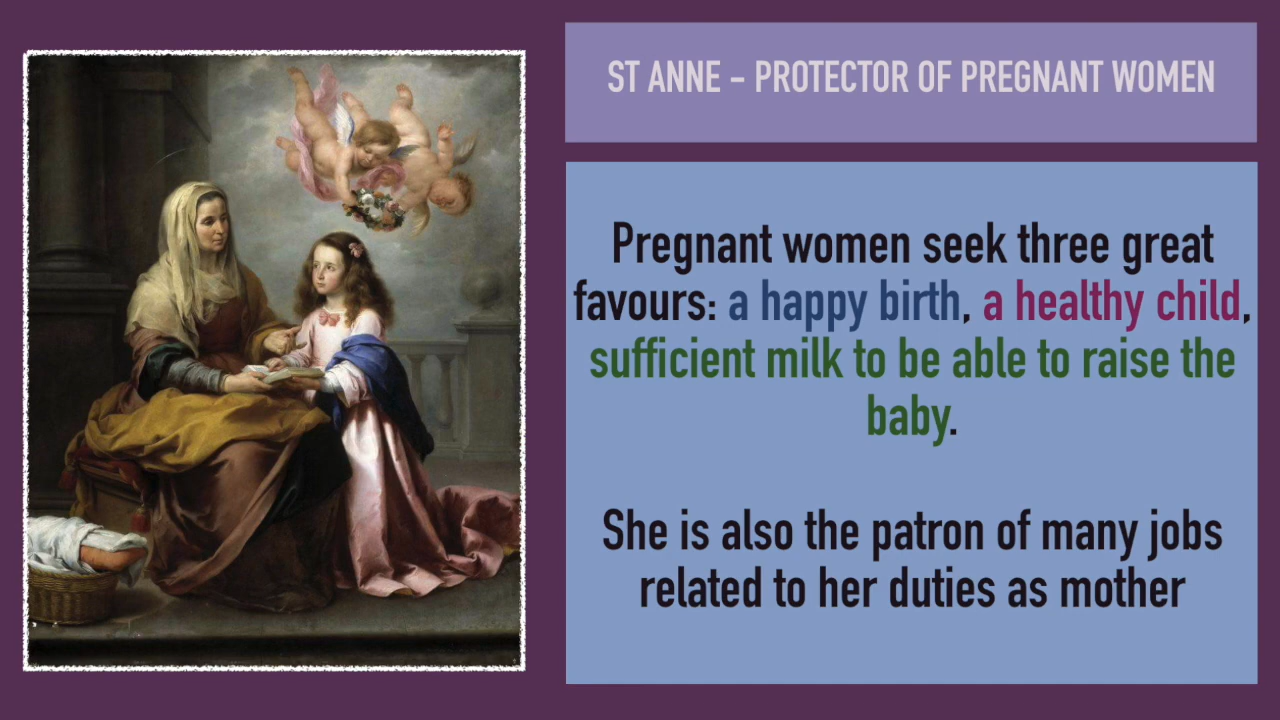 ST ANNE - PROTECTOR OF PREGNANT WOMEN
Pregnant women seek three great
favours: a happy birth, a healthy child,
sufficient milk to be able to raise the
baby.
She is also the patron of many jobs
related to her duties as mother